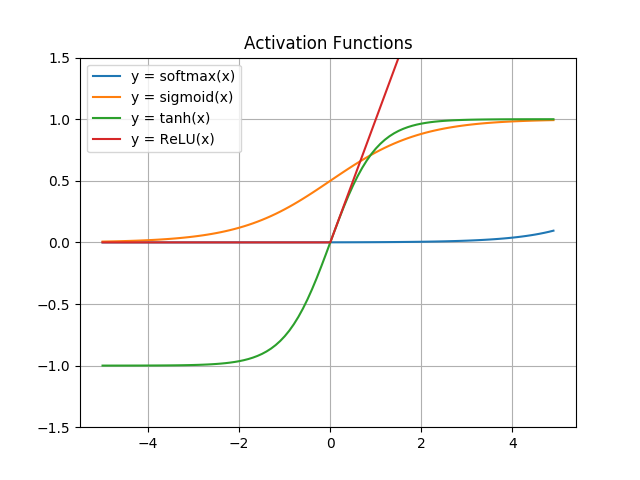 Activation Functions
1.5
1.0
0.5
0.0
−0.5
−1.0
−1.5
y = softmax(x)
y = sigmoid(x)
y = tanh(x)
y = ReLU(x)
−4
−2
0
2
4